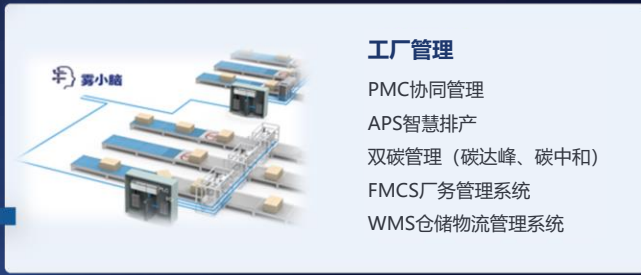 雾小脑
工厂管理
PMC协同管理
APS智慧排产
双碳管理（碳达峰、碳中和）
FMCS厂务管理系统
WMS仓储物流管理系统